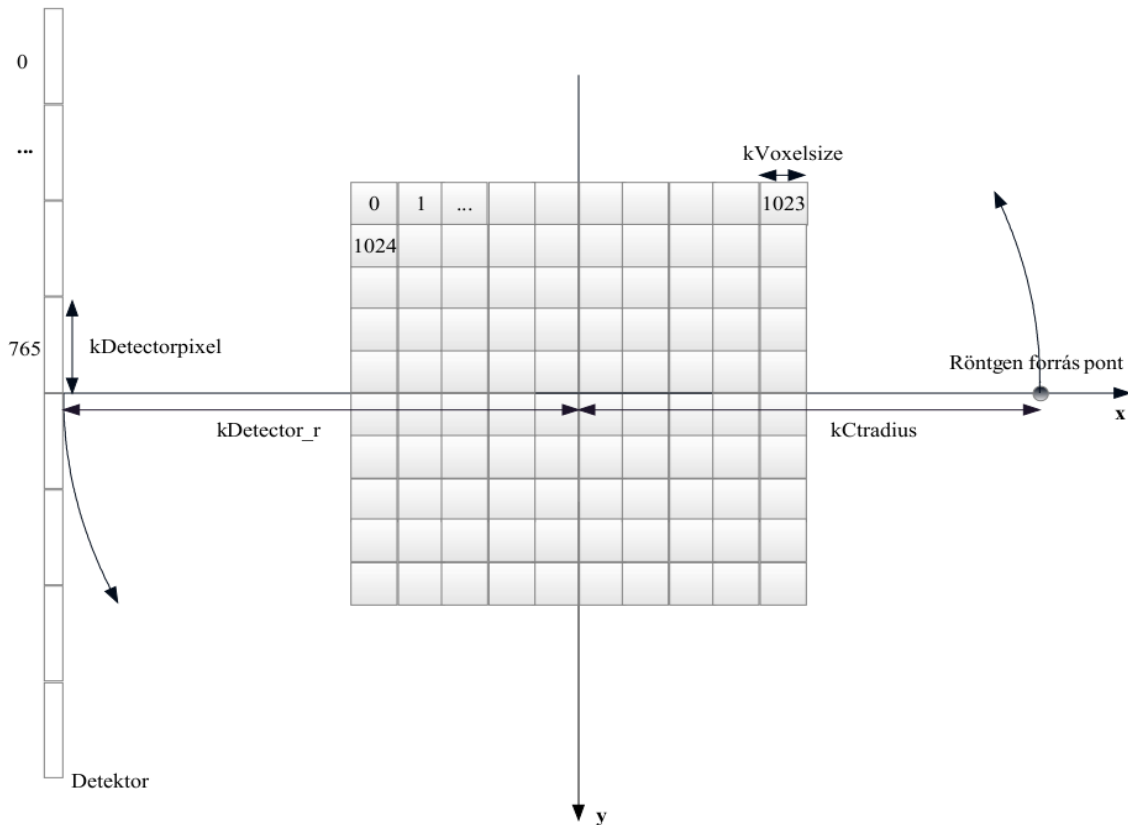 0
...
kVoxelsize
0 1 ... 1023
1024
765
kDetectorpixel
Röntgen forrás pont
x
kDetector_r
kCtradius
Detektor
y